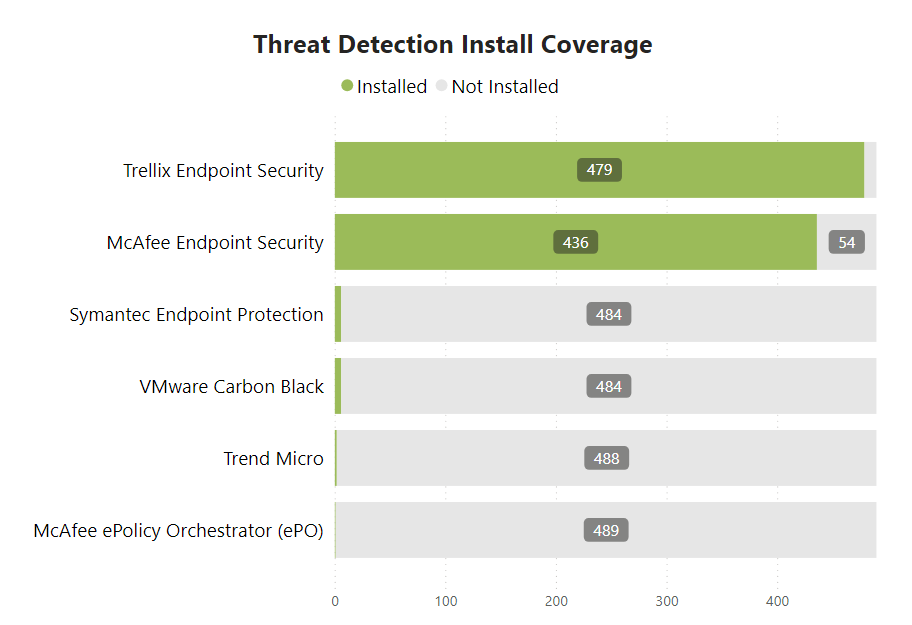 Threat Detection Install Coverage
Installed Not Installed
Trellix Endpoint Security 479
McAfee Endpoint Security 436 54
Symantec Endpoint Protection 484
VMware Carbon Black 484
Trend Micro 488
McAfee ePolicy Orchestrator (ePO) 489
0 100 200 300 400